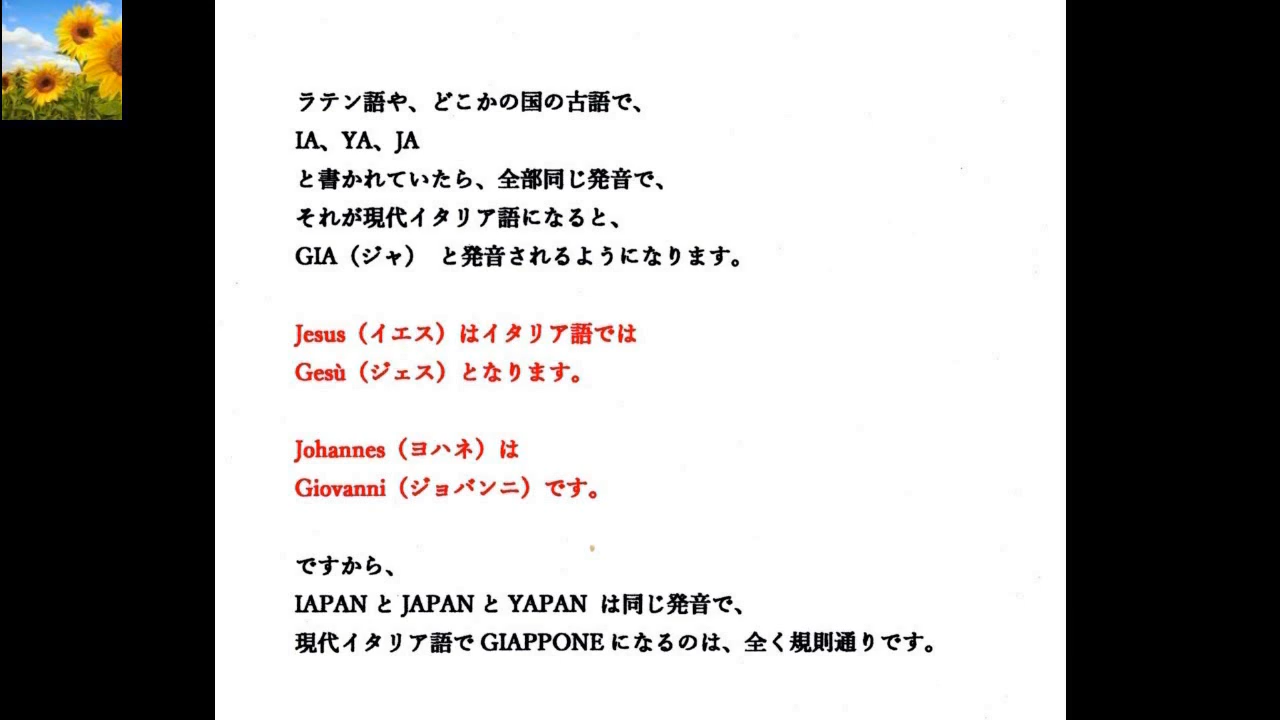 ラテン語や、どこかの国の古語で、
IA、YA、JA
と書かれていたら、全部同じ発音で、
それが現代イタリア語になると、
GIA（ジャ） と発音されるようになります。
Jesus（イエス）はイタリア語では
Gesù（ジェス）となります。
Johannes（ヨハネ）は
Giovanni（ジョバンニ）です。
ですから、
IAPAN と JAPAN と YAPAN は同じ発音で、
現代イタリア語で GIAPPONE になるのは、全く規則通りです。